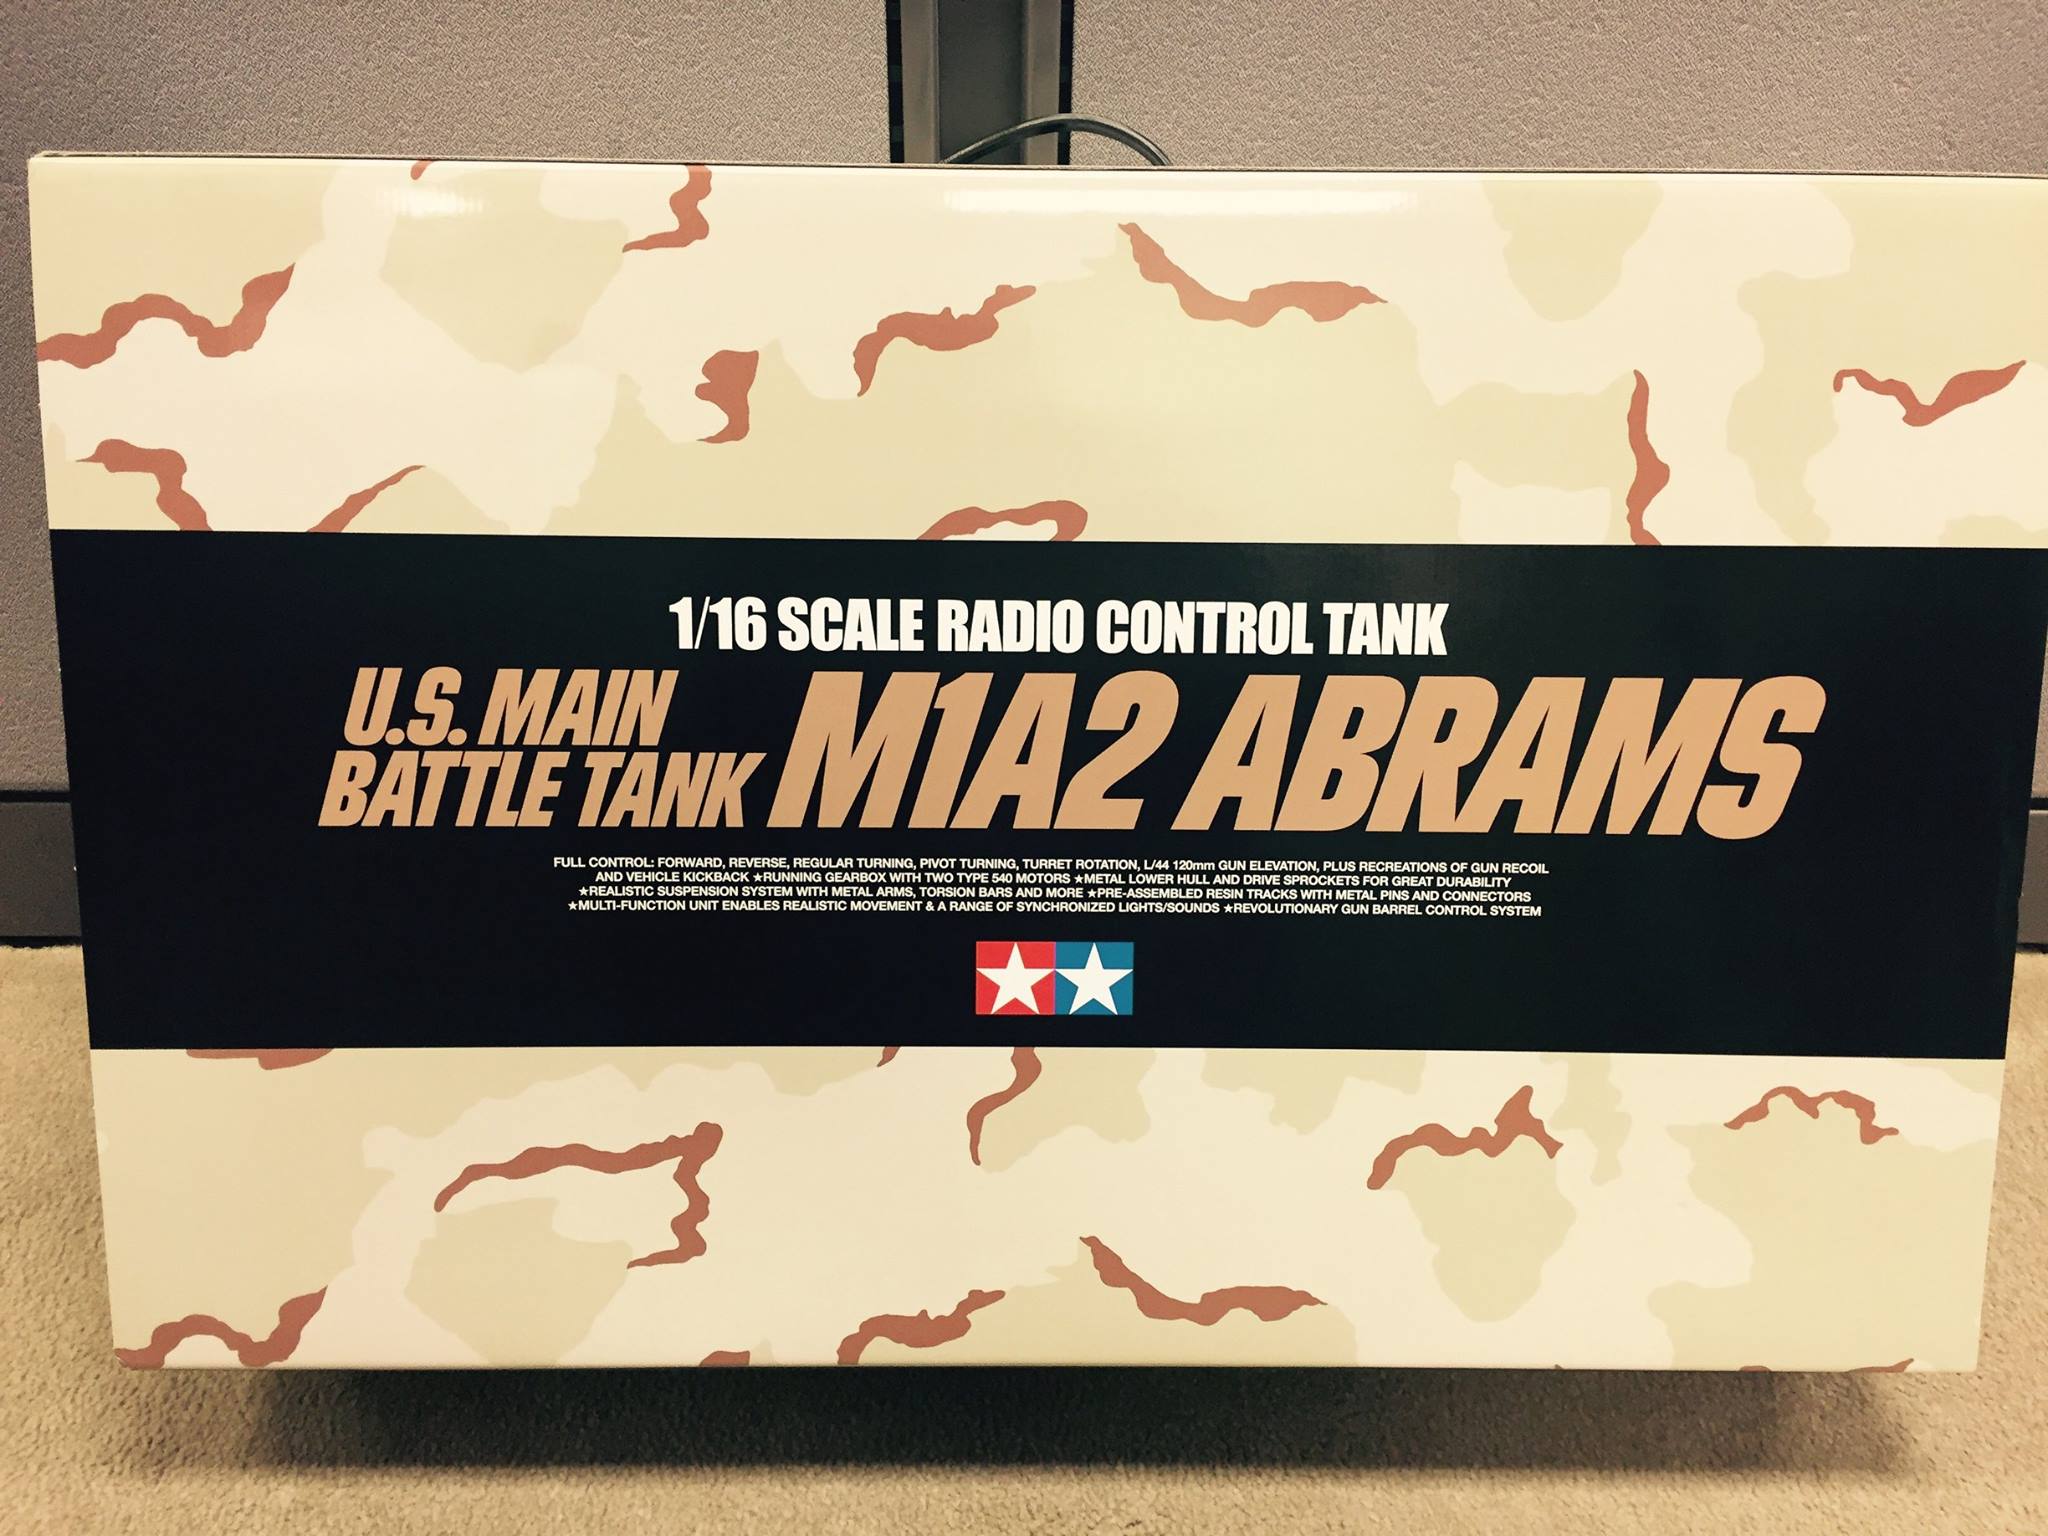 1/16 SCALE RADIO CONTROL TANK
U.S. MAIN
BATTLE TANK
M1A2 ABRAMS
FULL CONTROL: FORWARD, REVERSE, REGULAR TURNING, PIVOT TURNING, TURRET ROTATION, L/44 120mm GUN ELEVATION, PLUS RECREATIONS OF GUN RECOIL
AND VEHICLE KICKBACK ★RUNNING GEARBOX WITH TWO TYPE 540 MOTORS ★METAL LOWER HULL AND DRIVE SPROCKETS FOR GREAT DURABILITY
★REALISTIC SUSPENSION SYSTEM WITH METAL ARMS, TORSION BARS AND MORE ★PRE-ASSEMBLED RESIN TRACKS WITH METAL PINS AND CONNECTORS
★MULTI-FUNCTION UNIT ENABLES REALISTIC MOVEMENT & A RANGE OF SYNCHRONIZED LIGHTS/SOUNDS ★REVOLUTIONARY GUN BARREL CONTROL SYSTEM